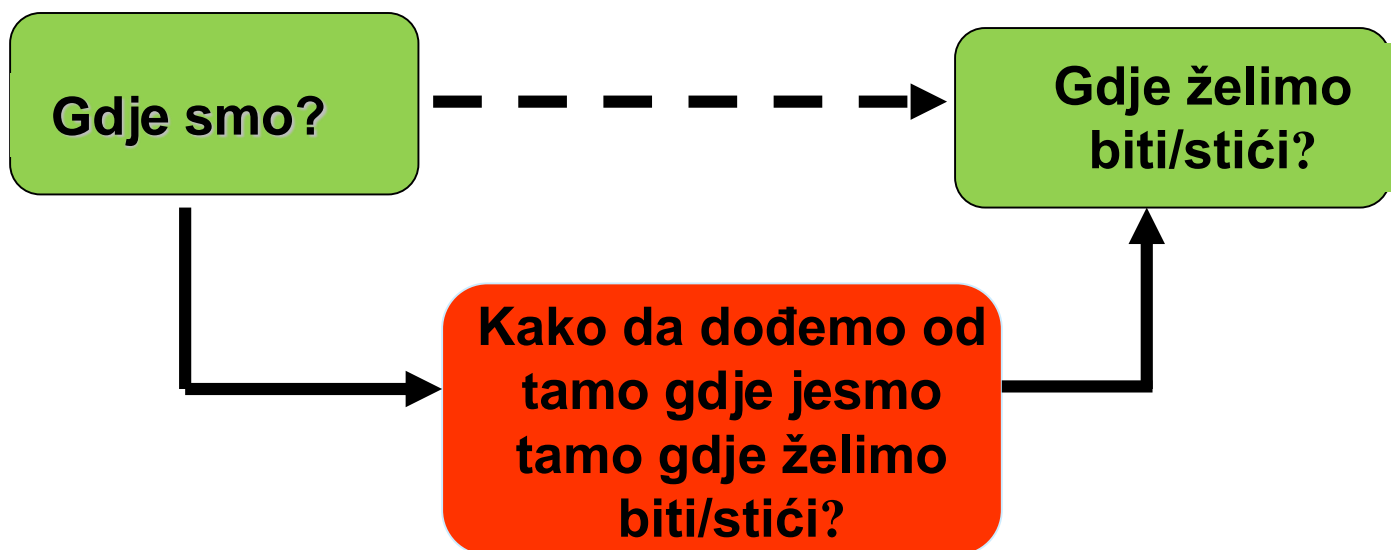 Gdje smo?
Gdje želimo
biti/stići?
Kako da dođemo od
tamo gdje jesmo
tamo gdje želimo
biti/stići?